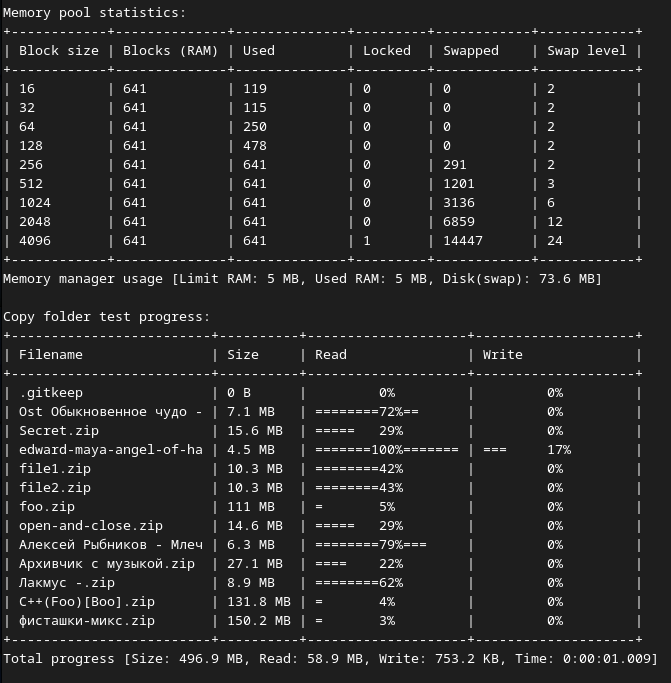 Memory pool statistics:
+------------+--------------+--------------+---------+------------+------------+
| Block size | Blocks (RAM) | Used         | Locked  | Swapped    | Swap level |
+------------+--------------+--------------+---------+------------+------------+
| 16         | 641          | 119          | 0       | 0          | 2          |
| 32         | 641          | 115          | 0       | 0          | 2          |
| 64         | 641          | 250          | 0       | 0          | 2          |
| 128        | 641          | 478          | 0       | 0          | 2          |
| 256        | 641          | 641          | 0       | 291        | 2          |
| 512        | 641          | 641          | 0       | 1201       | 3          |
| 1024       | 641          | 641          | 0       | 3136       | 6          |
| 2048       | 641          | 641          | 0       | 6859       | 12         |
| 4096       | 641          | 641          | 1       | 14447      | 24         |
+------------+--------------+--------------+---------+------------+------------+
Memory manager usage [Limit RAM: 5 MB, Used RAM: 5 MB, Disk(swap): 73.6 MB]

Copy folder test progress:
+-------------------------+----------+--------------------+--------------------+
| Filename                | Size     | Read               | Write              |
+-------------------------+----------+--------------------+--------------------+
| .gitkeep                | 0 B      |         0%         |         0%         |
| Ost Обыкновенное чудо - | 7.1 MB   | ========72%==      |         0%         |
| Secret.zip              | 15.6 MB  | =====   29%        |         0%         |
| edward-maya-angel-of-ha | 4.5 MB   | =======100%======= | ===     17%        |
| file1.zip               | 10.3 MB  | ========42%        |         0%         |
| file2.zip               | 10.3 MB  | ========43%        |         0%         |
| foo.zip                 | 111 MB   | =       5%         |         0%         |
| open-and-close.zip      | 14.6 MB  | =====   29%        |         0%         |
| Алексей Рыбников - Млеч | 6.3 MB   | ========79%===     |         0%         |
| Архивчик с музыкой.zip  | 27.1 MB  | ====    22%        |         0%         |
| Лакмус -.zip            | 8.9 MB   | ========62%        |         0%         |
| C++(Foo)[Boo].zip       | 131.8 MB | =       4%         |         0%         |
| фисташки-микс.zip       | 150.2 MB | =       3%         |         0%         |
+-------------------------+----------+--------------------+--------------------+
Total progress [Size: 496.9 MB, Read: 58.9 MB, Write: 753.2 KB, Time: 0:00:01.009]